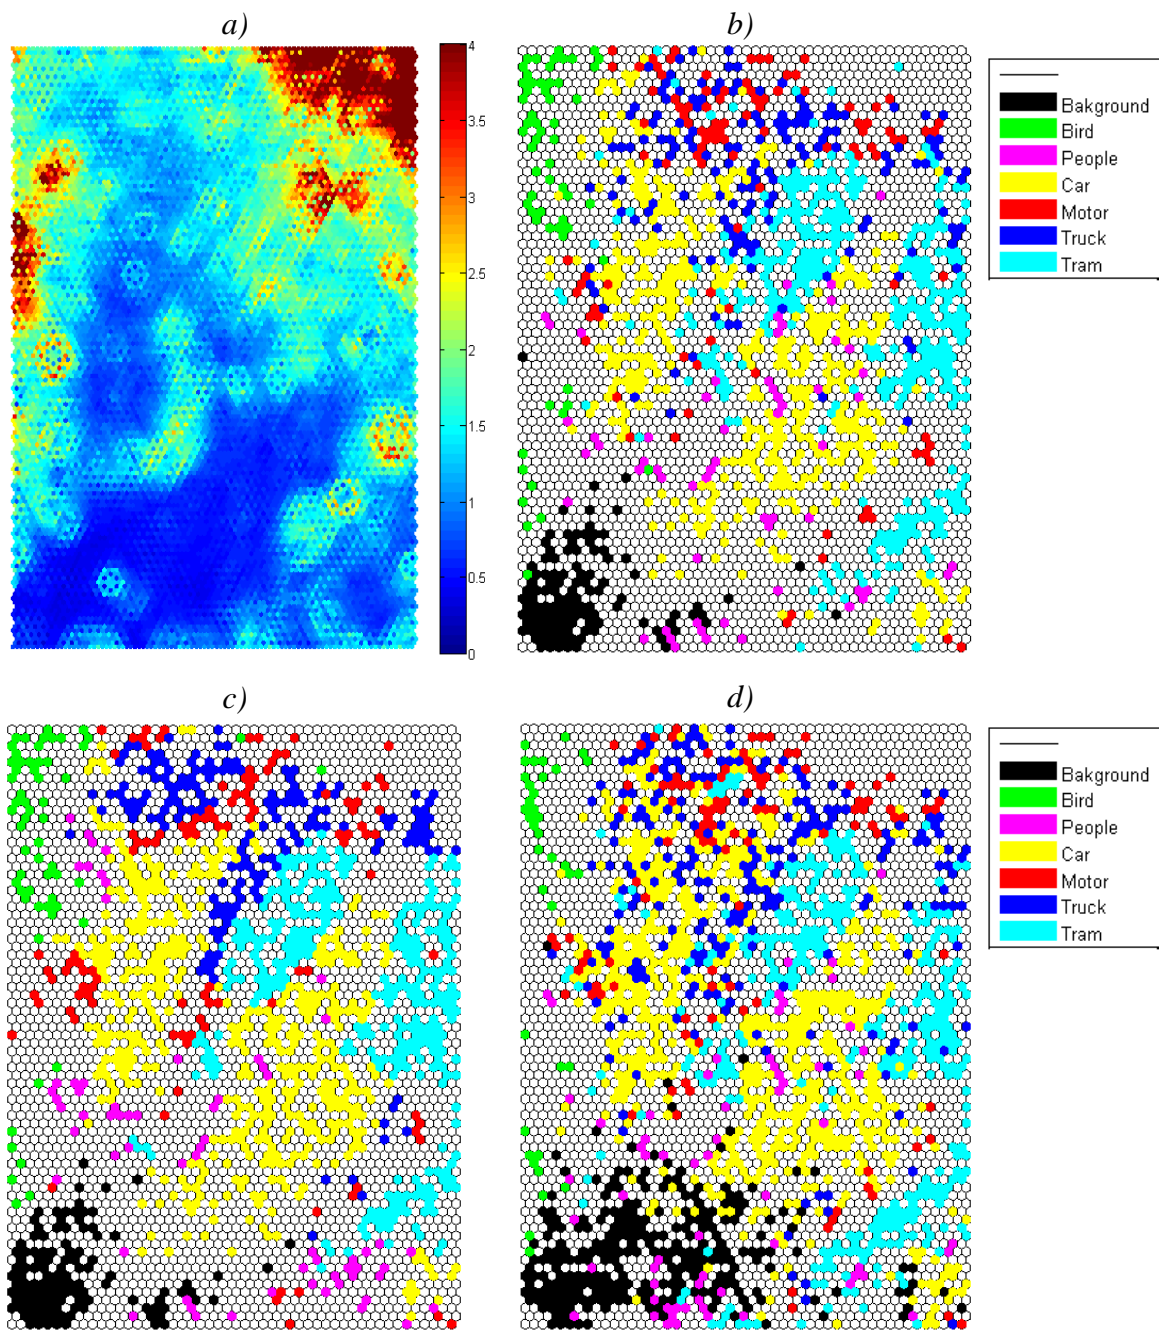 a)
b)
4
3.5
3
2.5
2
1.5
1
0.5
0
Bakground
Bird
People
Car
Motor
Truck
Tram
c)
d)
Bakground
Bird
People
Car
Motor
Truck
Tram